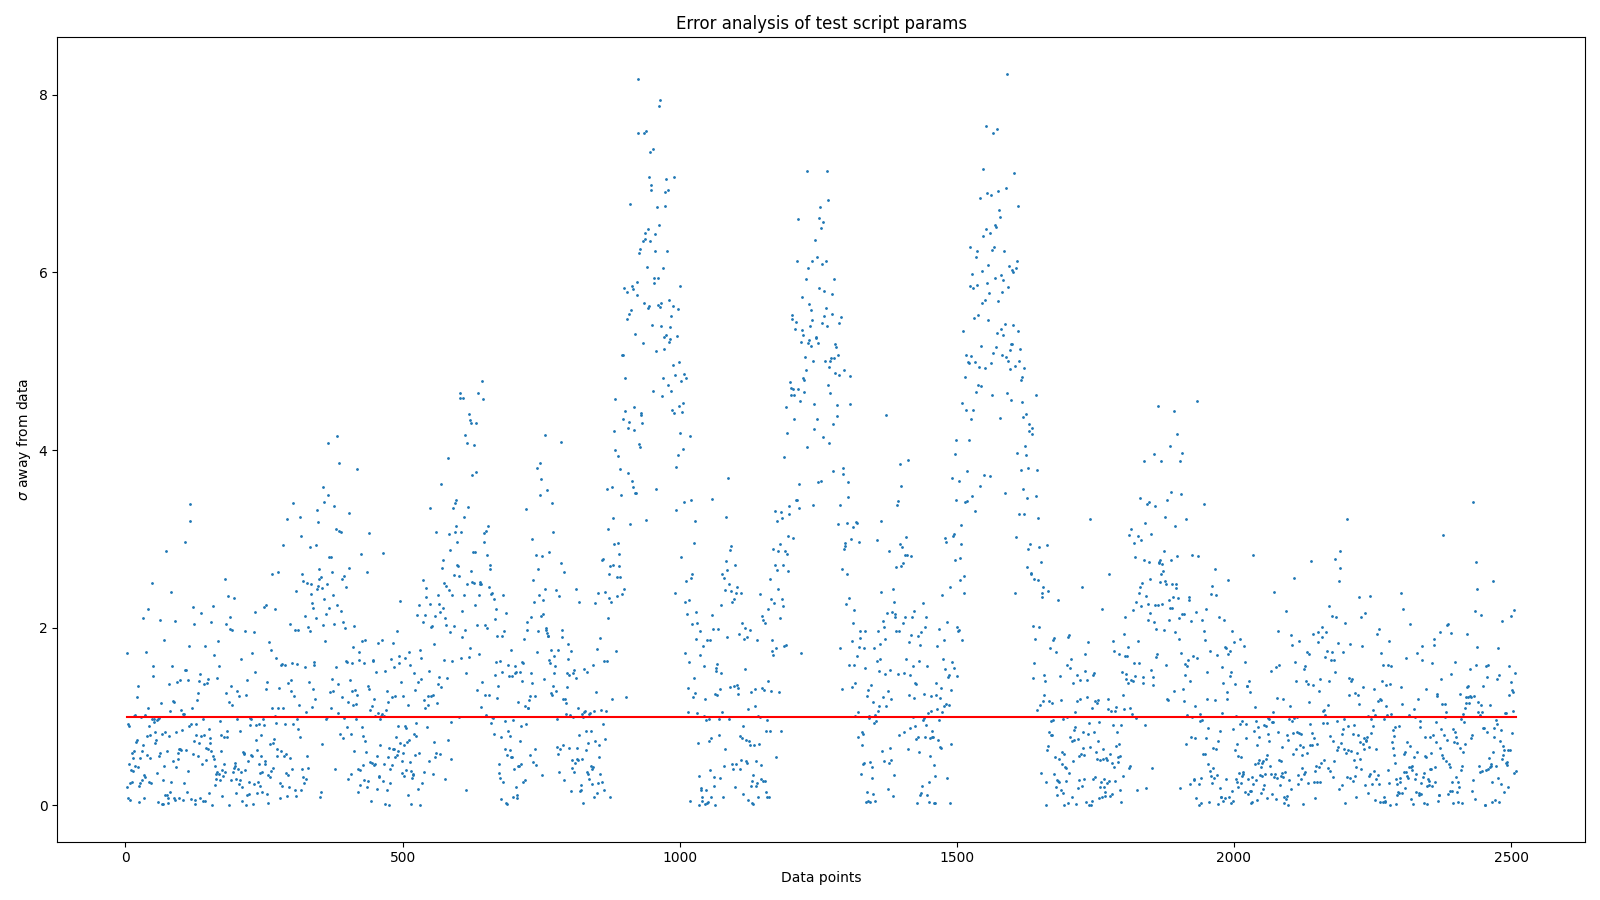 Error analysis of test script params
σ away from data
8
6
4
2
0
0 500 1000 1500 2000 2500
Data points